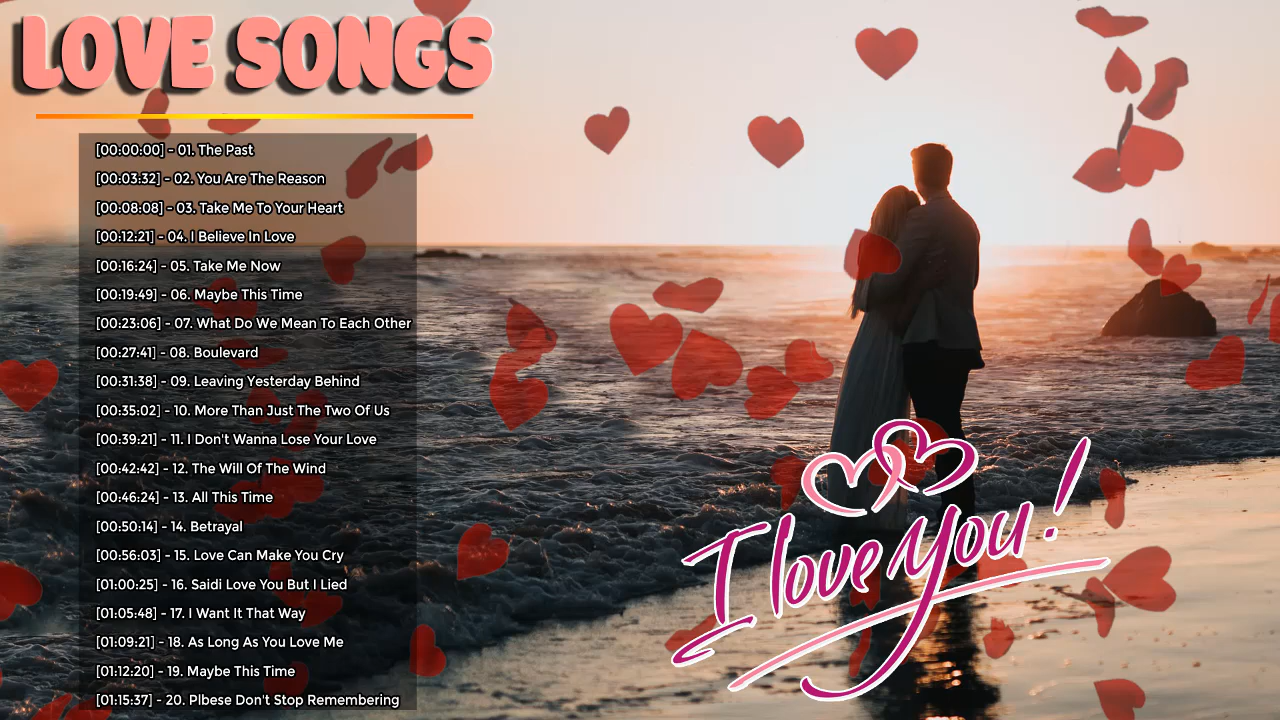 LOVE SONGS
[00:00:00] - 01. The Past
[00:03:32] - 02. You Are The Reason
[00:08:08] - 03. Take Me To Your Heart
[00:12:21] - 04. I Believe In Love
[00:16:24] - 05. Take Me Now
[00:19:49] - 06. Maybe This Time
[00:23:06] - 07. What Do We Mean To Each Other
[00:27:41] - 08. Boulevard
[00:31:38] - 09. Leaving Yesterday Behind
[00:35:02] - 10. More Than Just The Two Of Us
[00:39:21] - 11. I Don't Wanna Lose Your Love
[00:42:42] - 12. The Will Of The Wind
[00:46:24] - 13. All This Time
[00:50:14] - 14. Betrayal
[00:56:03] - 15. Love Can Make You Cry
[01:00:25] - 16. Saidi Love You But I Lied
[01:05:48] - 17. I Want It That Way
[01:09:21] - 18. As Long As You Love Me
[01:12:20] - 19. Maybe This Time
[01:15:37] - 20. Plbese Don't Stop Remembering
I love you!